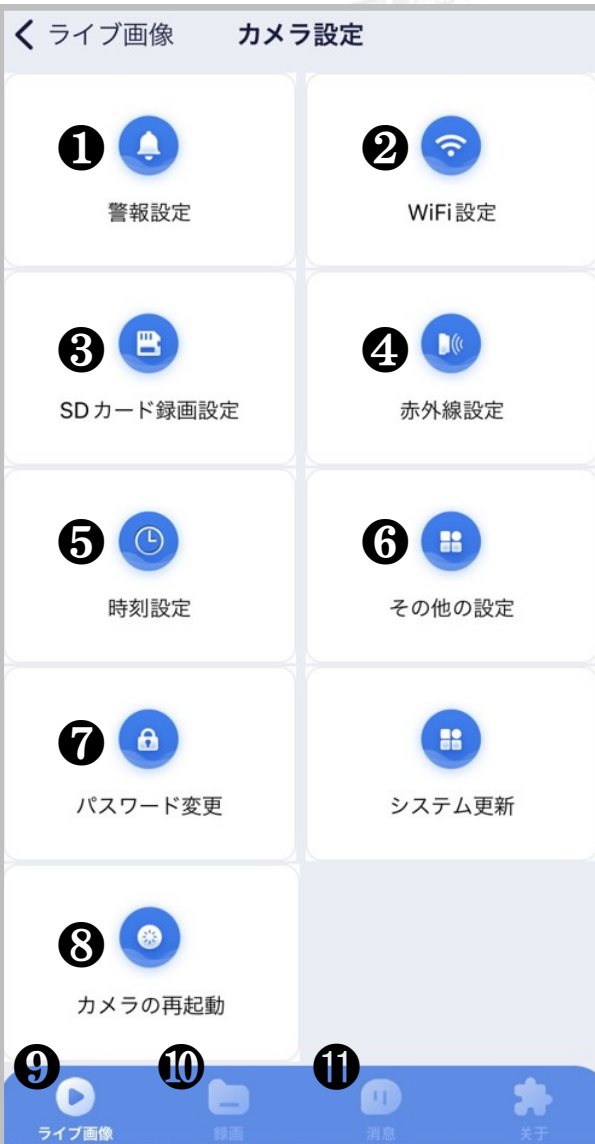 ライブ画像 カメラ設定
❶ ❷
警報設定 WiFi設定
❸ ❹
SDカード録画設定 赤外線設定
❺ ❻
時刻設定 その他の設定
❼
パスワード変更 システム更新
❽
カメラの再起動
❾ ❿ ⓫
ライブ画像 録画 消息 关于